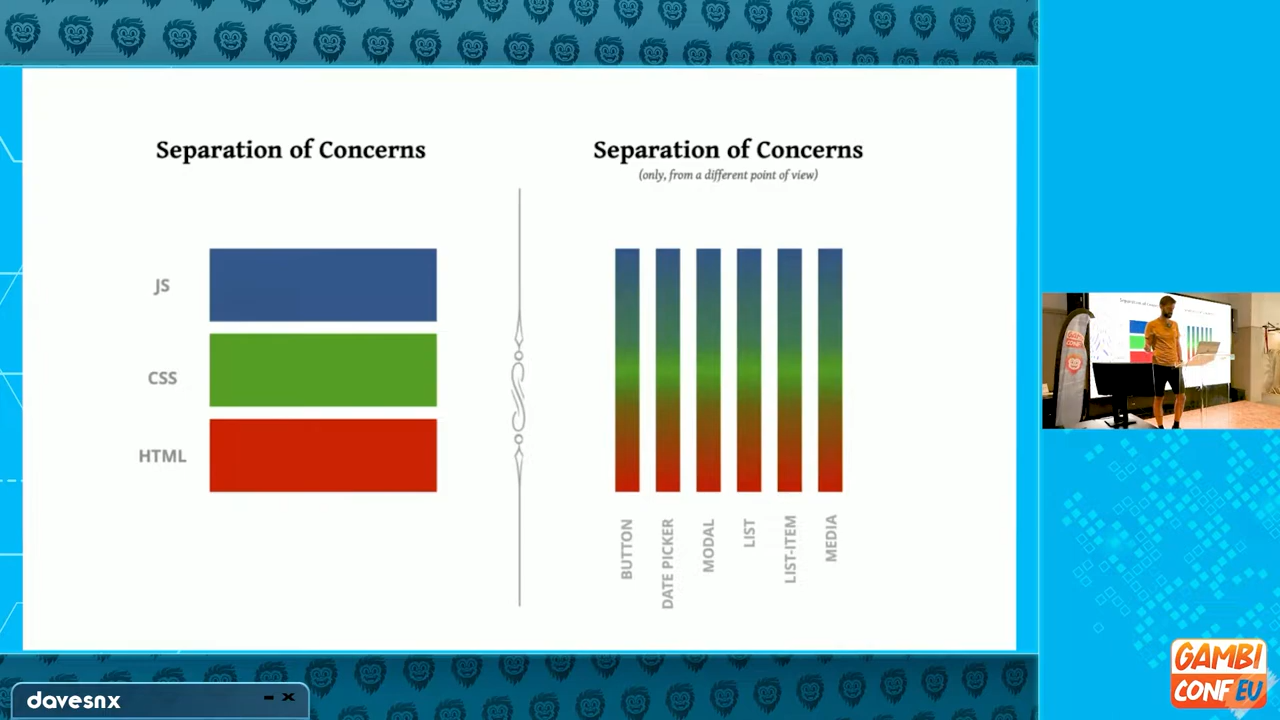 Separation of Concerns
JS
CSS
HTML
Separation of Concerns
(only, from a different point of view)
BUTTON
DATE PICKER
MODAL
LIST
LIST-ITEM
MEDIA
davesnx
GAMBI
CONF EU